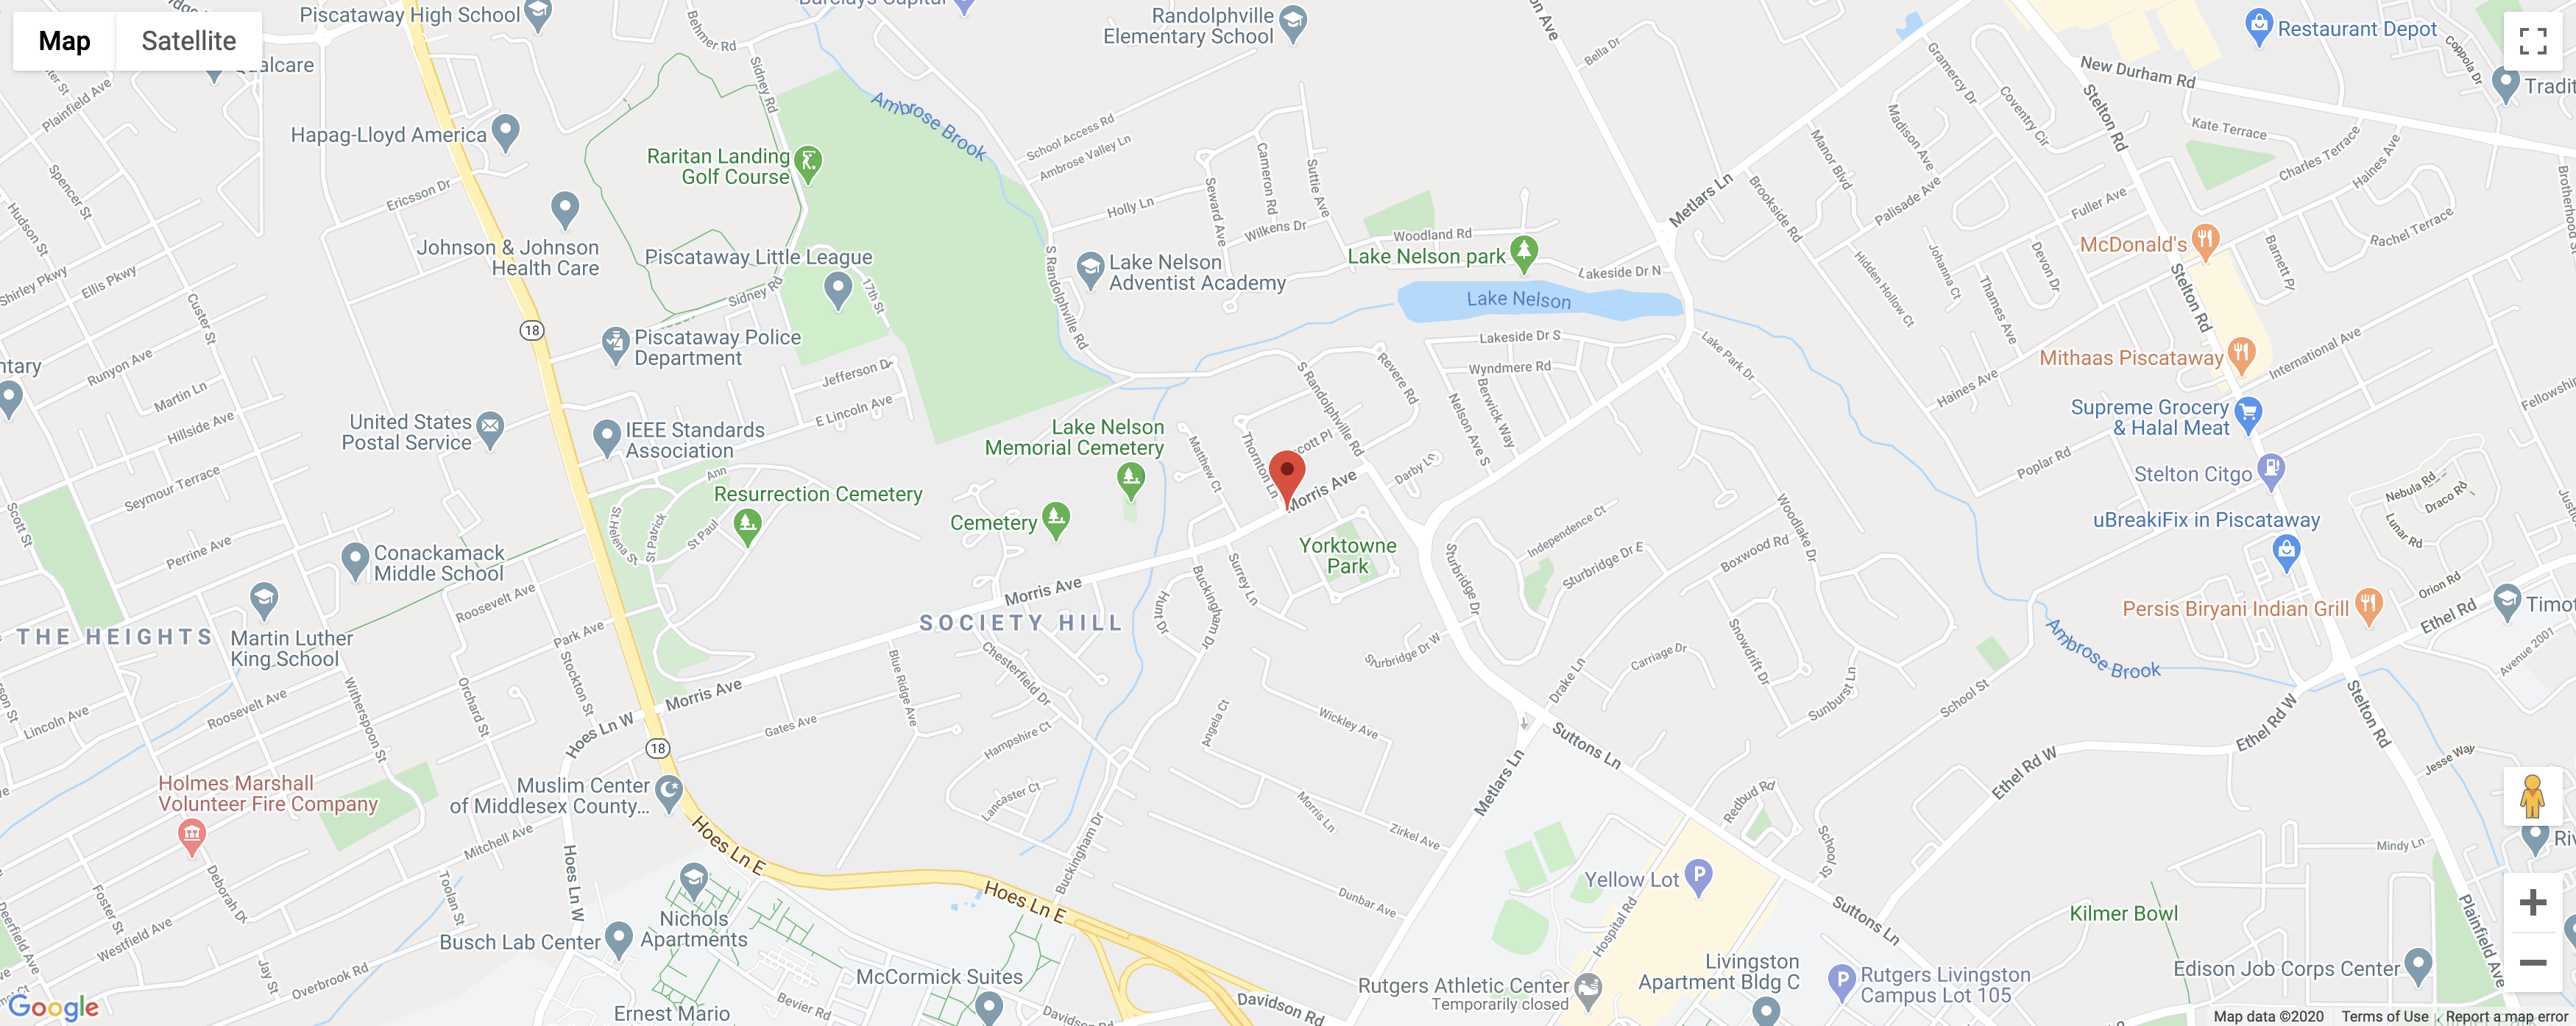 Map
Satellite
Piscataway High School
Randolphville
Elementary School
Restaurant Depot
Behmer Rd
Sidney Rd
Bella Dr
Coppola Dr
New Durham Rd
Plainfield Ave
Hapag-Lloyd America
Raritan Landing
Golf Course
Ambrose Brook
School Access Rd
Ambrose Valley Ln
Cameron Rd
Suttle Ave
Seward Ave
Metlars Ln
Manor Blvd
Madison Ave
Gramercy Dr
Coventry Cir
Stelton Rd
Kate Terrace
Charles Terrace
Haines Ave
Spencer St
Hudson St
Ericsson Dr
Holly Ln
Wilkens Dr
Woodland Rd
Brookside Rd
Palisade Ave
Fuller Ave
Rachel Terrace
Johnson & Johnson
Health Care
Piscataway Little League
Lake Nelson
Adventist Academy
Lake Nelson park
Lakeside Dr N
McDonald's
Barnett Pl
Shirley Pkwy
Ellis Pkwy
Custer St
Sidney Rd
17th St
S Randolphville Rd
Lake Nelson
Hidden Hollow Ct
Johanna Ct
Thames Ave
Devon Dr
Stelton Rd
18
Piscataway Police
Department
Lakeside Dr S
Lake Park Dr
Mithaas Piscataway
International Ave
Runyon Ave
Martin Ln
Hillside Ave
Jefferson Dr
E Lincoln Ave
S Randolphville Rd
Revere Rd
Wyndmere Rd
Berwick Way
Nelson Ave S
Haines Ave
Supreme Grocery
& Halal Meat
United States
Postal Service
IEEE Standards
Association
Lake Nelson
Memorial Cemetery
Matthew Ct
Thornton Ln
Morris Ave
Darby Ln
Poplar Rd
Stelton Citgo
Nebula Rd
Draco Rd
Lunar Rd
Seymour Terrace
Scott St
Ann
Resurrection Cemetery
St Helena St
St Patrick
St Paul
Cemetery
Yorktowne
Park
Independence Ct
Woodlake Dr
uBreakiFix in Piscataway
Perrine Ave
Conackamack
Middle School
Morris Ave
Surrey Ln
Buckingham Dr
Hunt Dr
Sturbridge Dr
Sturbridge Dr E
Boxwood Rd
Orion Rd
Ethel Rd
Persis Biryani Indian Grill
THE HEIGHTS
Martin Luther
King School
Roosevelt Ave
Park Ave
SOCIETY HILL
Sturbridge Dr W
Carriage Dr
Snowdrift Dr
Ambrose Brook
Avenue 2001
Lincoln Ave
Roosevelt Ave
Witherspoon St
Orchard St
Stockton St
Hoes Ln W
Morris Ave
Blue Ridge Ave
Chesterfield Dr
Drake Ln
Sunburst Ln
School St
Stelton Rd
Gates Ave
Hampshire Ct
Angela Ct
Wickley Ave
Suttons Ln
Ethel Rd W
Ethel Rd W
Jesse Way
18
Holmes Marshall
Volunteer Fire Company
Muslim Center
of Middlesex County...
Lancaster Ct
Morris Ln
Zirkel Ave
Metlars Ln
Redbud Rd
School St
Mitchell Ave
Hoes Ln E
Buckingham Dr
Mindy Ln
Deborah Dr
Foster St
Toolan St
Hoes Ln W
Hoes Ln E
Dunbar Ave
Yellow Lot
Hospital Rd
Suttons Ln
Kilmer Bowl
Plainfield Ave
Deerfield Ave
Westfield Ave
Jay St
Overbrook Rd
Busch Lab Center
Nichols
Apartments
McCormick Suites
Bevier Rd
Davidson Rd
Davidson Rd
Ernest Mario
Rutgers Athletic Center
Temporarily closed
Livingston
Apartment Bldg C
Rutgers Livingston
Campus Lot 105
Edison Job Corps Center
Google
Map data ©2020
Terms of Use
Report a map error